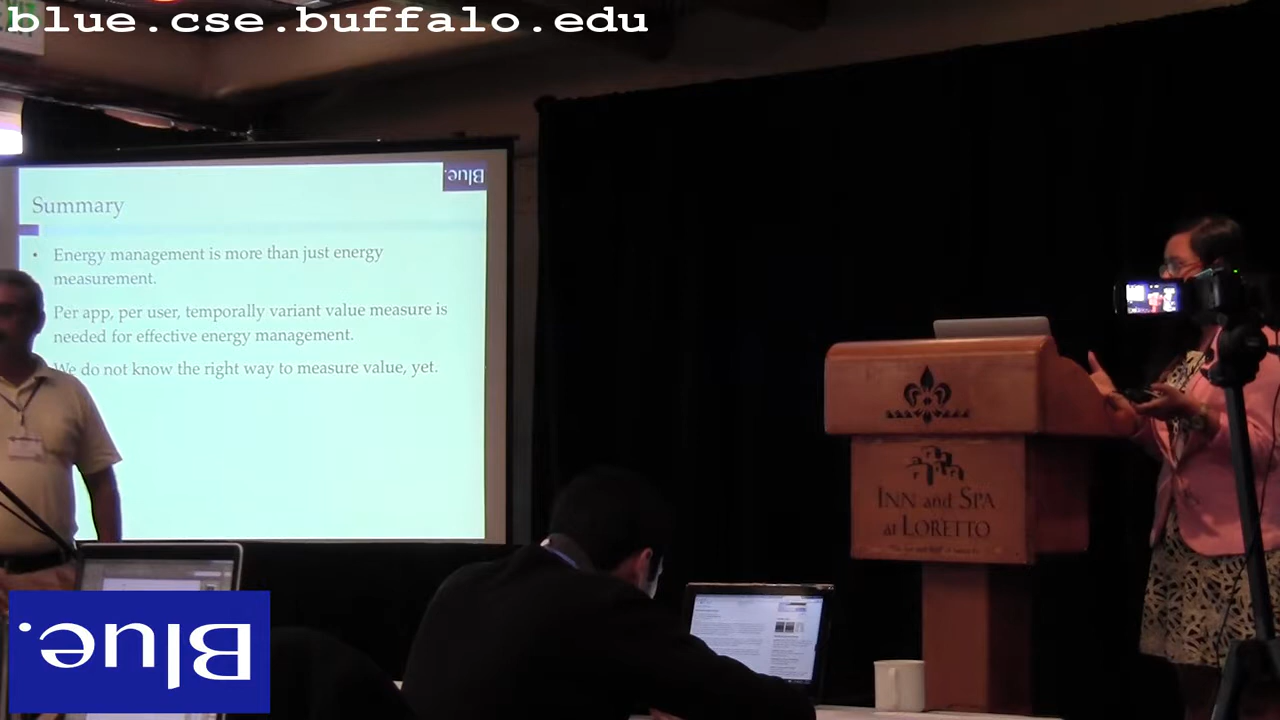 blue.cse.buffalo.edu
Blue.
Summary
• Energy management is more than just energy
measurement.
Per app, per user, temporally variant value measure is
needed for effective energy management.
We do not know the right way to measure value, yet.
INN and SPA
at LORETTO
Blue.